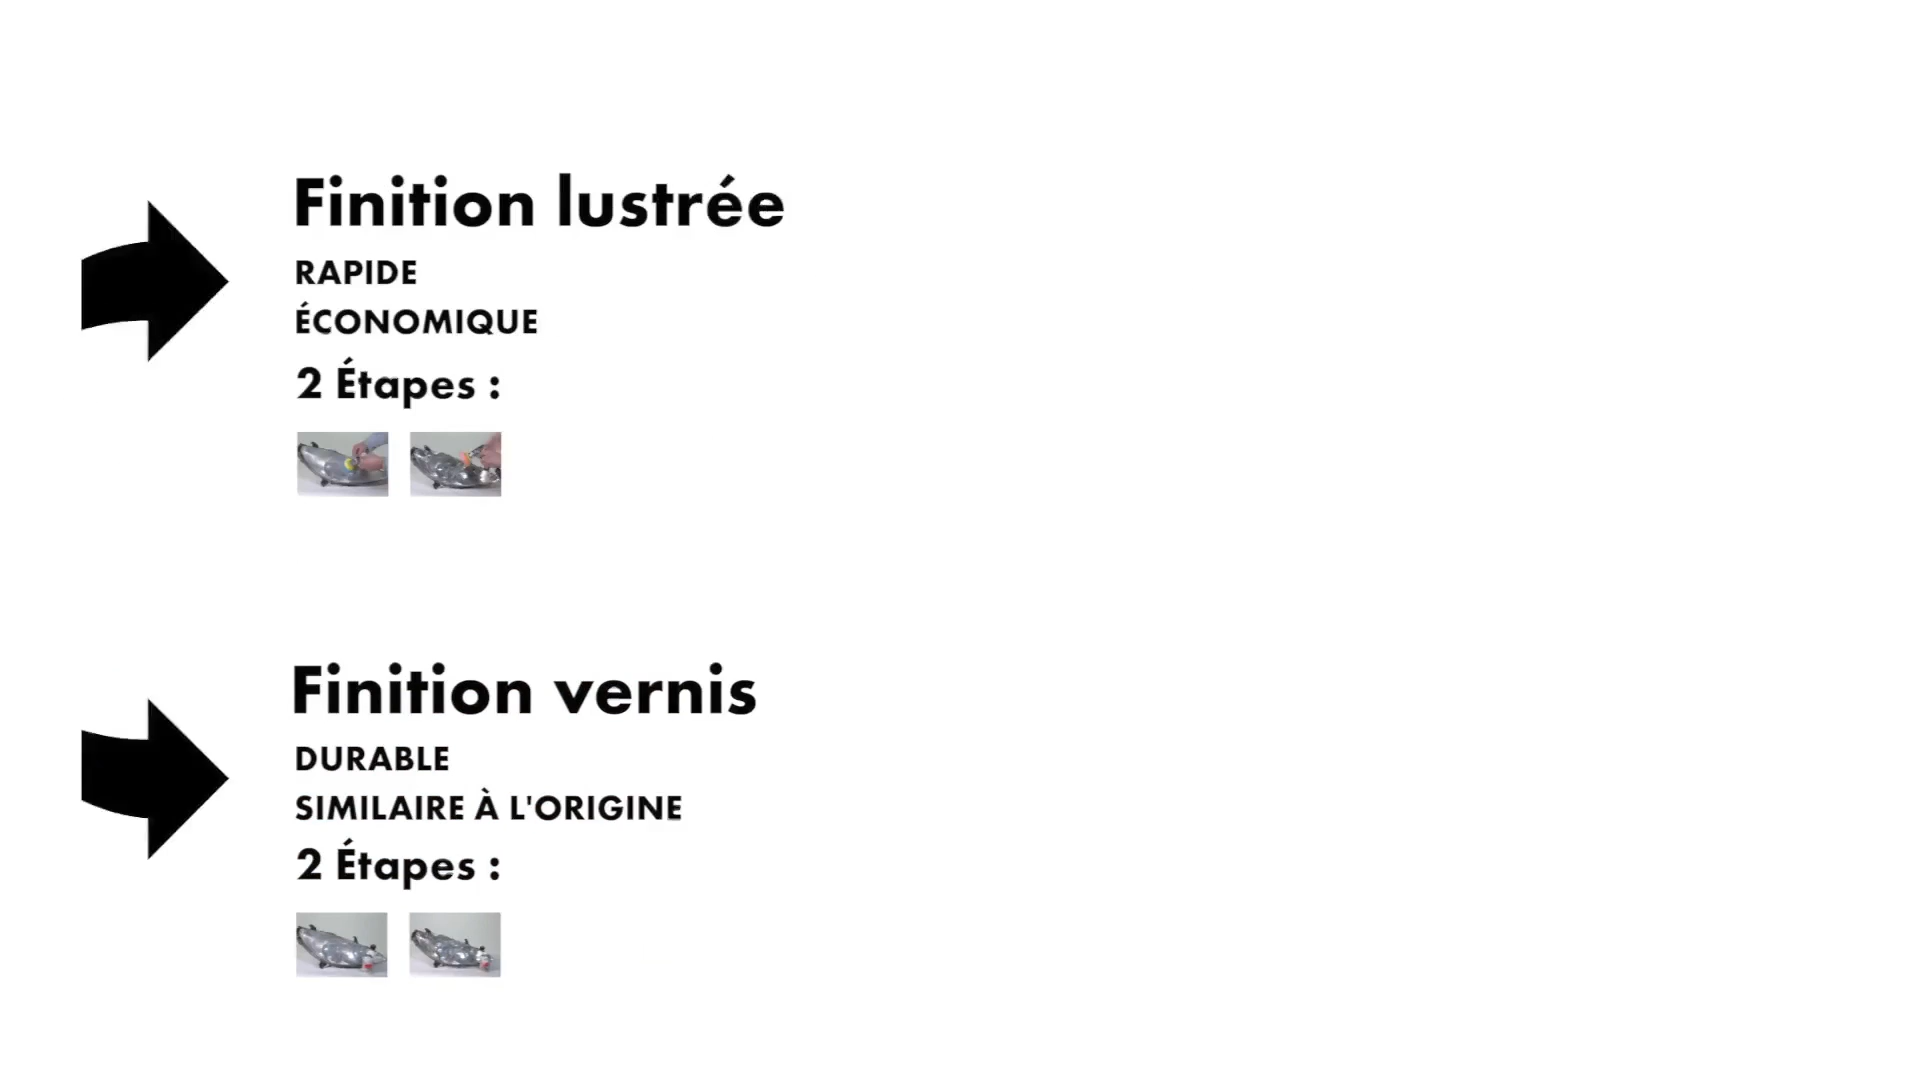 Finition lustrée
RAPIDE
ÉCONOMIQUE
2 Étapes :
Finition vernis
DURABLE
SIMILAIRE À L'ORIGINE
2 Étapes :